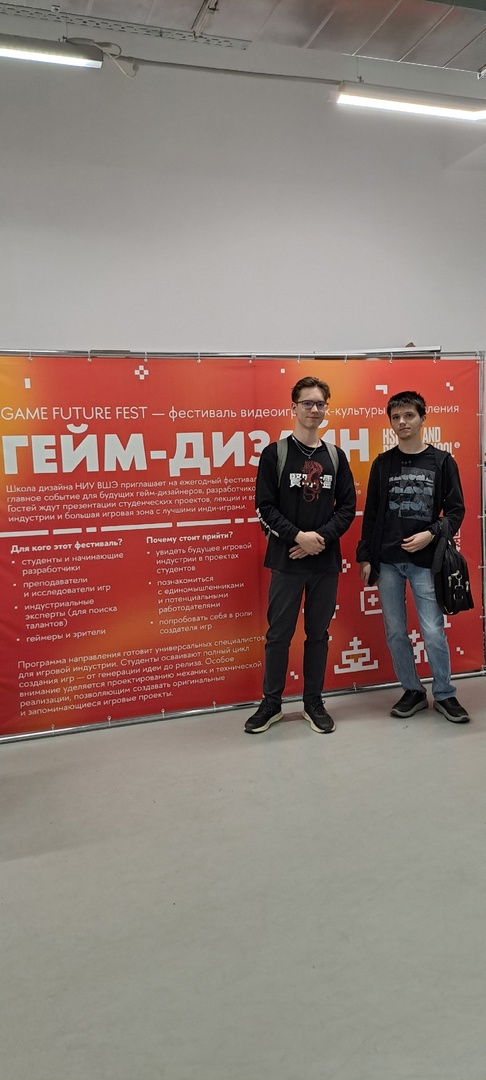 GAME FUTURE FEST — фестиваль видеоигр
к-культуры
ГЕЙМ-ДИЗАЙН
HS AND
Школа дизайна НИУ ВШЭ приглашает на ежегодный
главное событие для будущих гейм-дизайнеров,
Гостей ждут презентации студенческих проектов, лекции и
индустрии и большая игровая зона с лучшими инди-играми.
Для кого этот фестиваль?
• студенты и начинающие
разработчики
• преподаватели
и исследователи игр
• индустриальные
эксперты (для поиска
талантов)
• геймеры и зрители
Почему стоит прийти?
• увидеть будущее игровой
индустрии в проектах
студентов
• познакомиться
с единомышленниками
и потенциальными
работодателями
• попробовать себя в роли
создателя игр
Программа направления готовит универсальных специалистов
для игровой индустрии. Студенты осваивают полный цикл
создания игр — от генерации идеи до релиза. Особое
внимание уделяется проектированию механик и технической
реализации, позволяющим создавать оригинальные
и запоминающиеся игровые проекты.